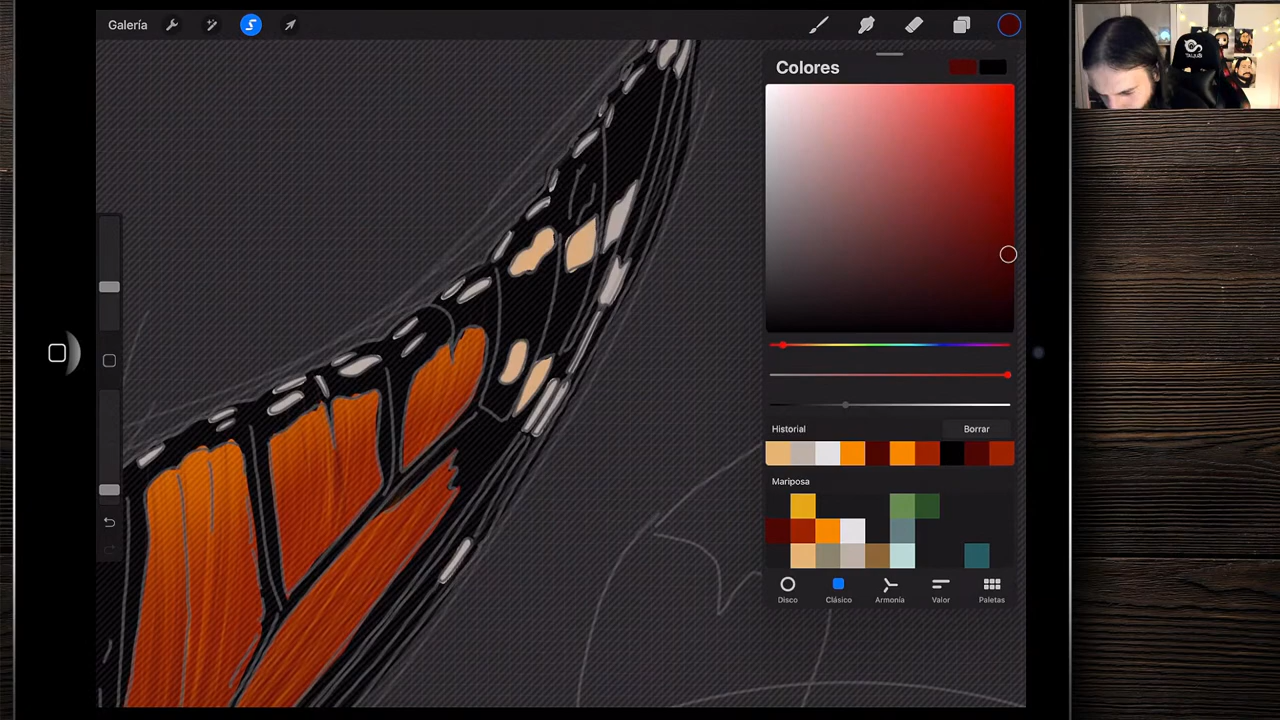 Galería
Colores
Historial
Borrar
Mariposa
Disco
Clásico
Armonía
Valor
Paletas